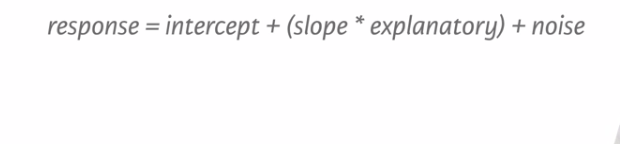 response = intercept + (slope * explanatory) + noise